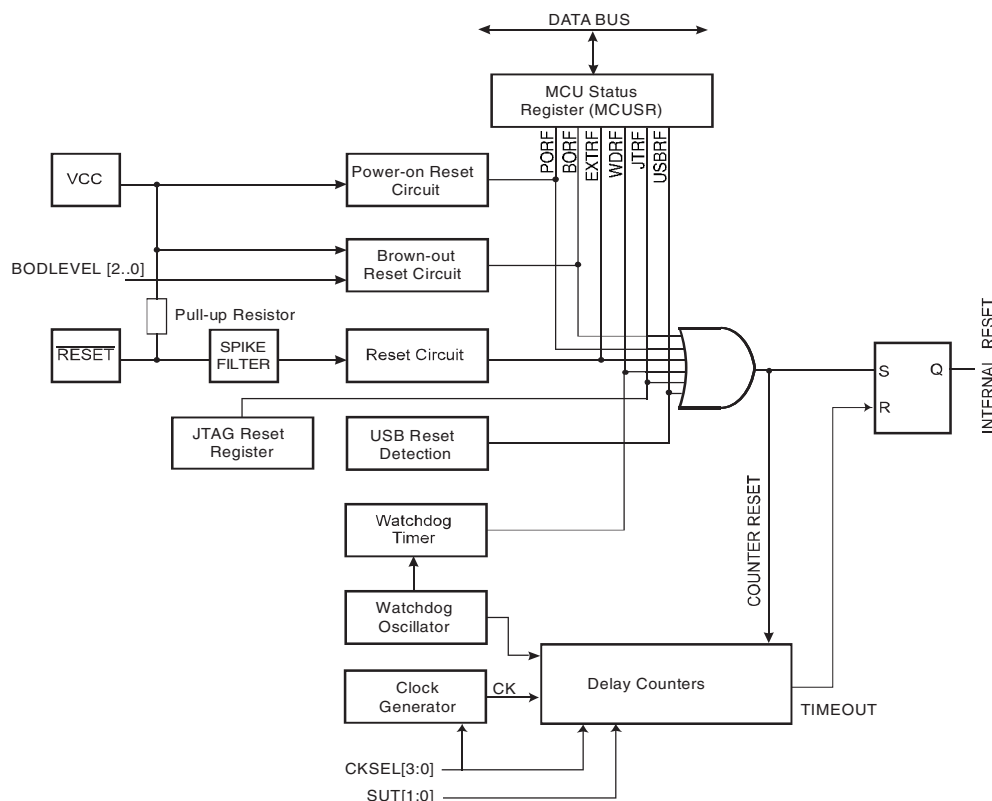 DATA BUS
MCU Status
Register (MCUSR)
PORF
BORF
EXTRF
WDRF
JTRF
USBRF
VCC
Power-on Reset
Circuit
BODLEVEL [2..0]
Brown-out
Reset Circuit
Pull-up Resistor
RESET
SPIKE
FILTER
Reset Circuit
JTAG Reset
Register
USB Reset
Detection
S
Q
R
INTERNAL RESET
Watchdog
Timer
COUNTER RESET
Watchdog
Oscillator
Clock
Generator
CK
Delay Counters
TIMEOUT
CKSEL[3:0]
SUT[1:0]